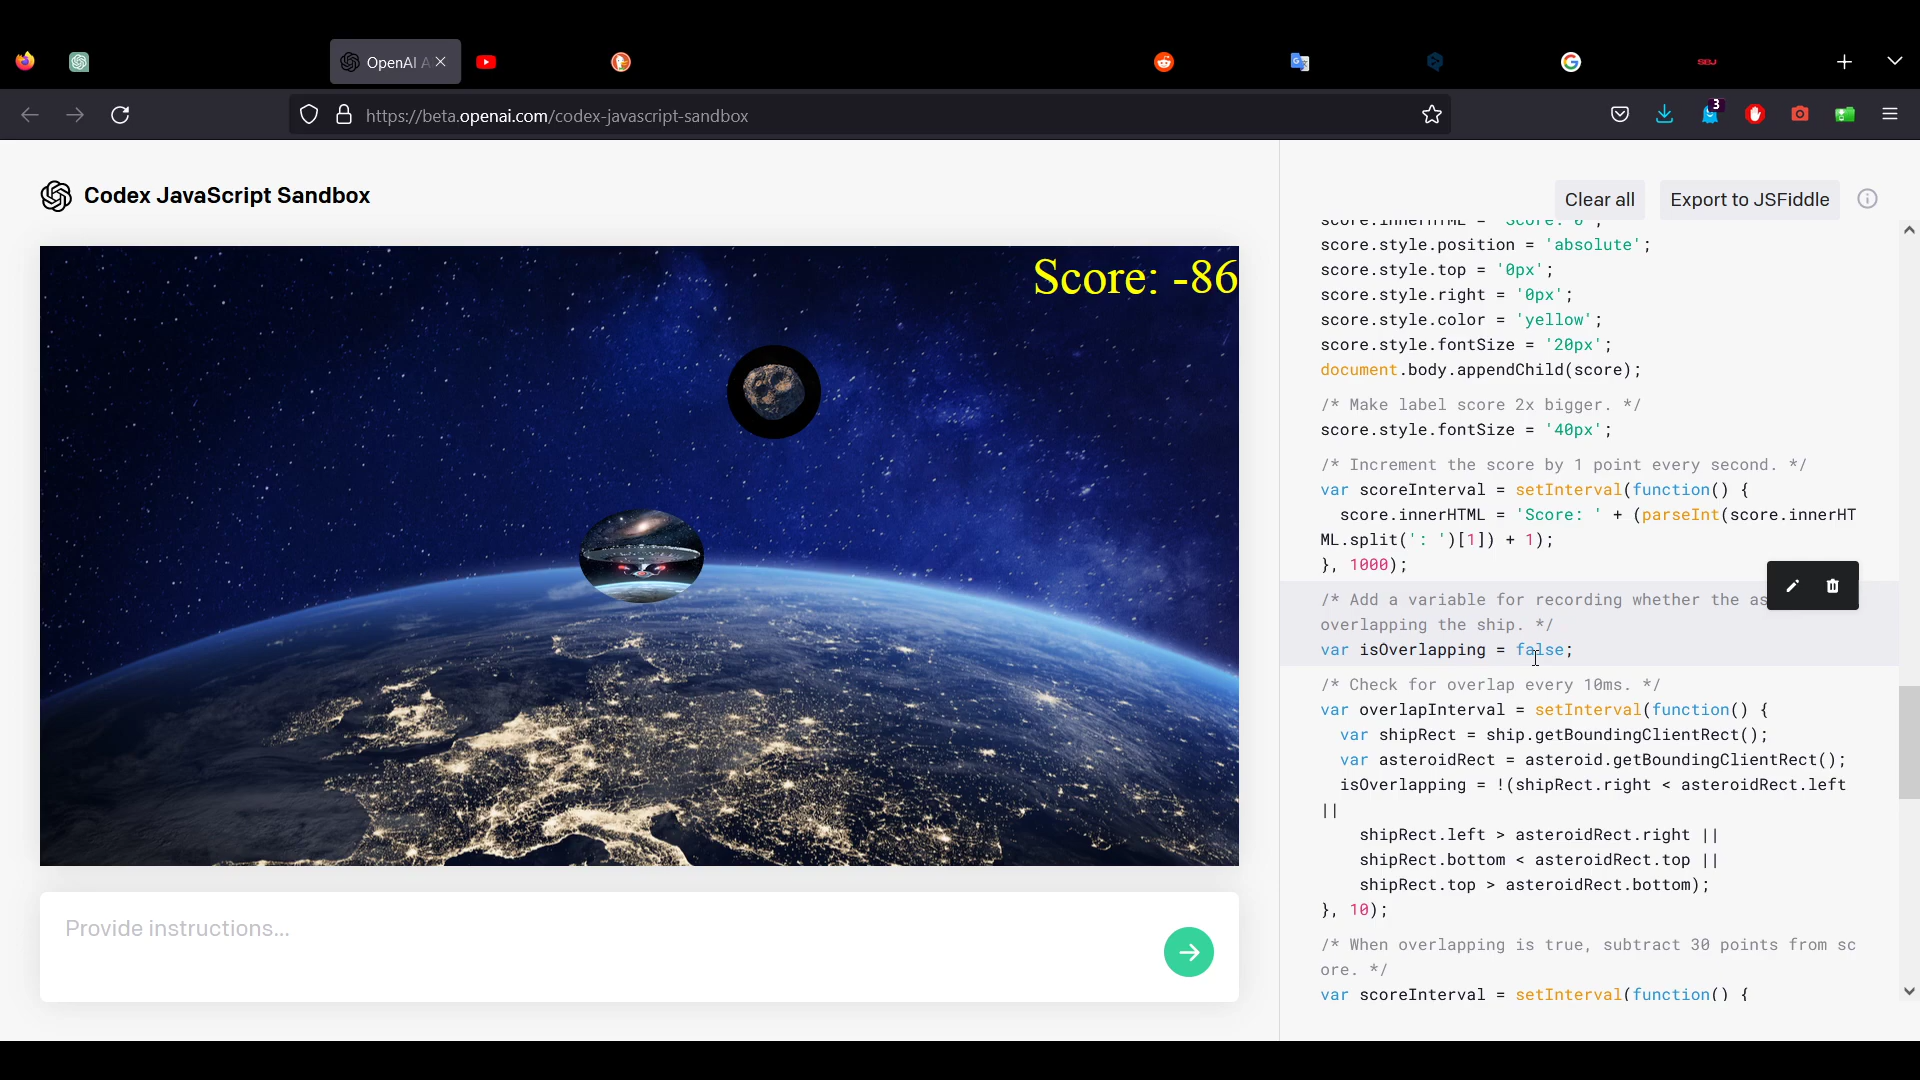 OpenAI A
SBJ
https://beta.openai.com/codex-javascript-sandbox
3
Codex JavaScript Sandbox
Clear all
Export to JSFiddle
Score: -86
Provide instructions...
score.innerHTML = 'Score: 0';
score.style.position = 'absolute';
score.style.top = '0px';
score.style.right = '0px';
score.style.color = 'yellow';
score.style.fontSize = '20px';
document.body.appendChild(score);
/* Make label score 2x bigger. */
score.style.fontSize = '40px';
/* Increment the score by 1 point every second. */
var scoreInterval = setInterval(function() {
score.innerHTML = 'Score: ' + (parseInt(score.innerHT
ML.split(': ')[1]) + 1);
}, 1000);
/* Add a variable for recording whether the as
overlapping the ship. */
var isOverlapping = false;
/* Check for overlap every 10ms. */
var overlapInterval = setInterval(function() {
var shipRect = ship.getBoundingClientRect();
var asteroidRect = asteroid.getBoundingClientRect();
isOverlapping = !(shipRect.right < asteroidRect.left
||
shipRect.left > asteroidRect.right ||
shipRect.bottom < asteroidRect.top ||
shipRect.top > asteroidRect.bottom);
}, 10);
/* When overlapping is true, subtract 30 points from sc
ore. */
var scoreInterval = setInterval(function() {